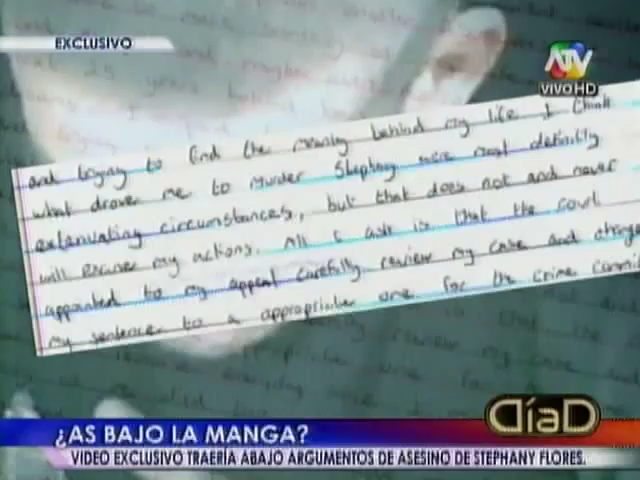 EXCLUSIVO
ATV
VIVO HD
and trying to find the meaning behind my life I think
what drove me to murder Stephany were most definitily
extenuating circumstances, but that does not and never
will excuse my actions. All I ask is that the court
appointed to my appeal carefully review my case and change
my sentence to a appropriate one for the crime
DíaD
¿AS BAJO LA MANGA?
VIDEO EXCLUSIVO TRAERÍA ABAJO ARGUMENTOS DE ASESINO DE STEPHANY FLORES.